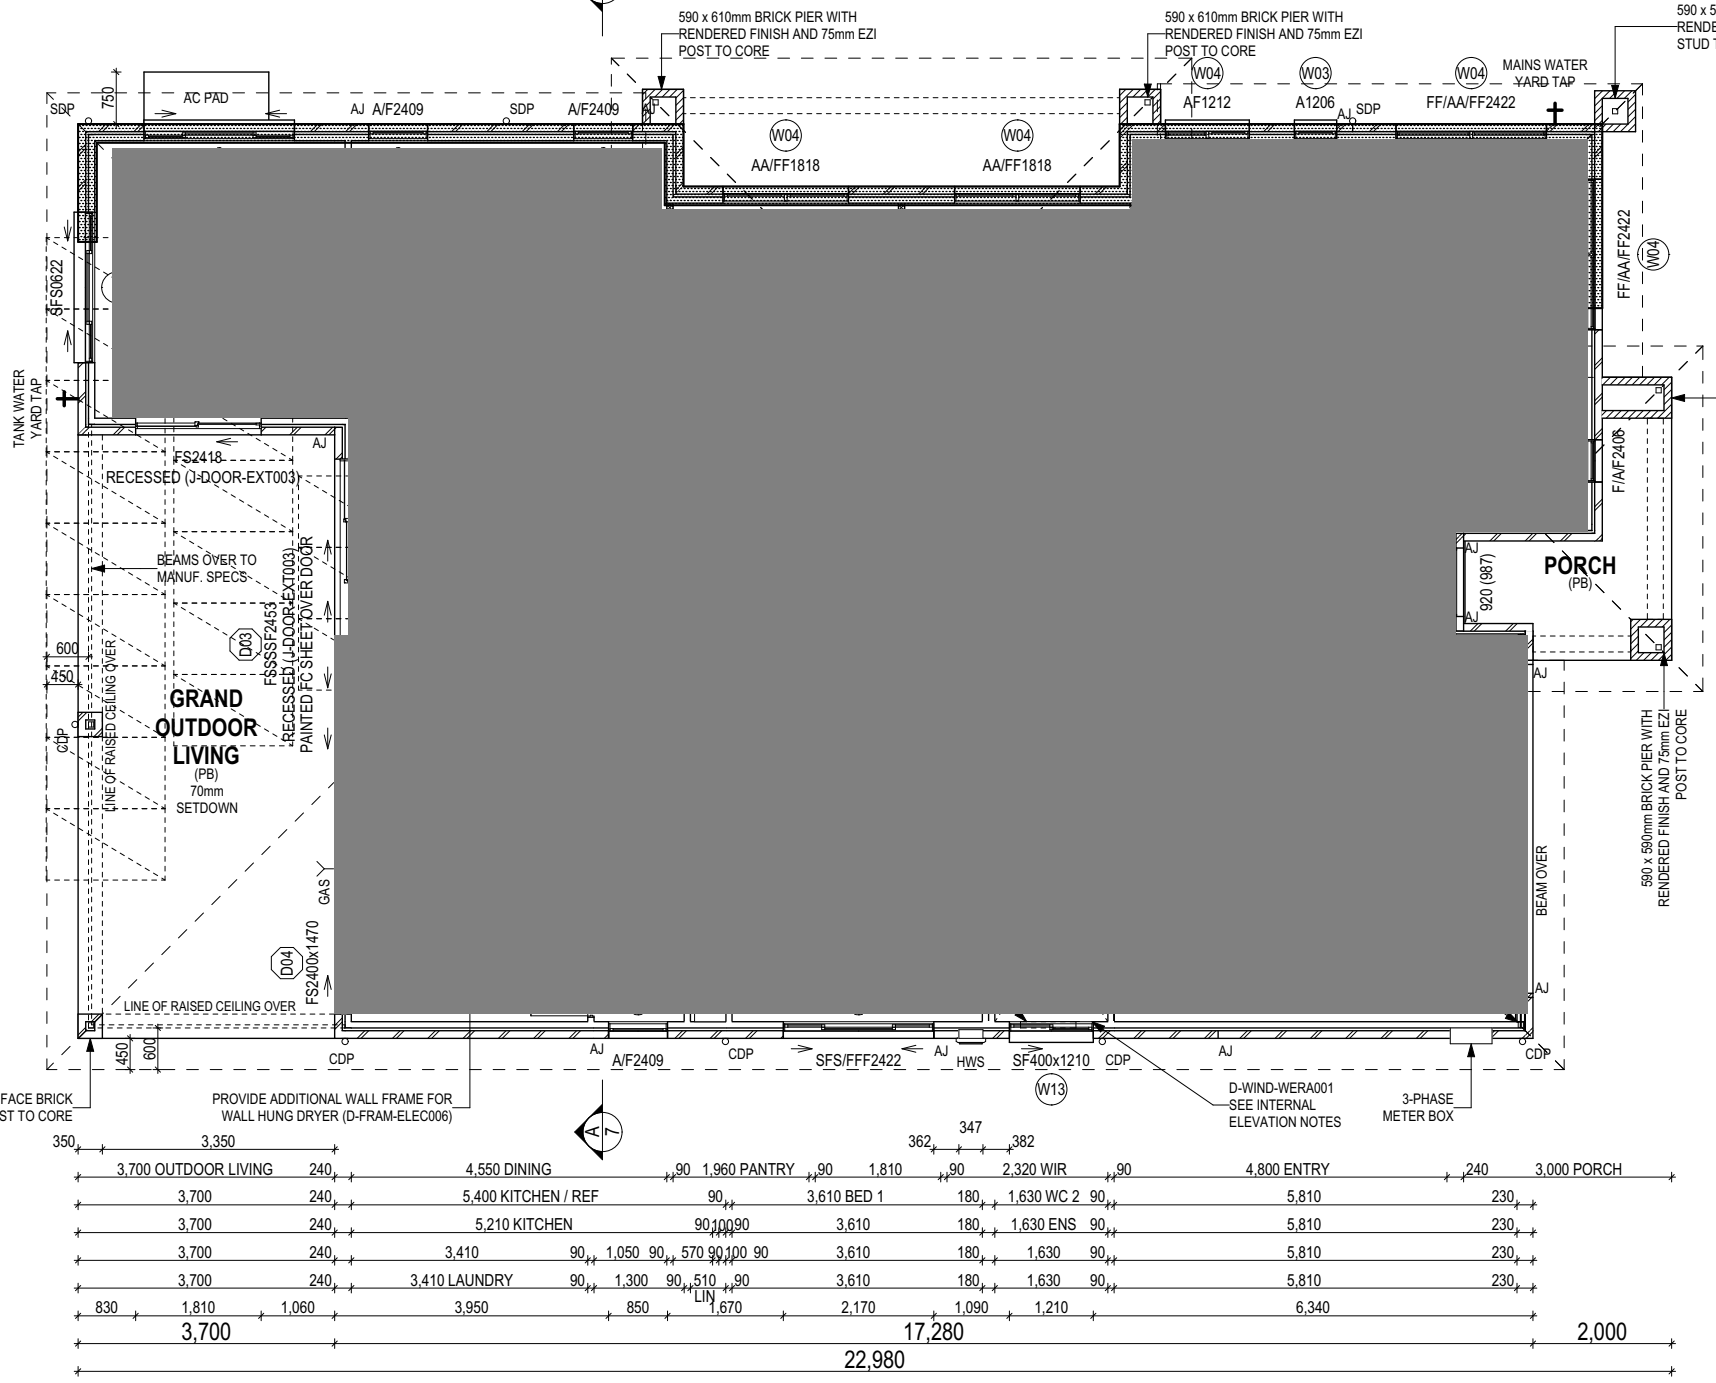 590 x 610mm BRICK PIER WITH
RENDERED FINISH AND 75mm EZI
POST TO CORE
590 x 610mm BRICK PIER WITH
RENDERED FINISH AND 75mm EZI
POST TO CORE
590 x 5
RENDE
STUD T
MAINS WATER
YARD TAP
W04
W03
W04
AF1212
A1206
FF/AA/FF2422
AJ
SDP
750
AC PAD
SDP
AJ
A/F2409
SDP
A/F2409
AJ
W04
W04
AA/FF1818
AA/FF1818
SFS0622
FF/AA/FF2422
W04
TANK WATER
YARD TAP
F/A/F2406
AJ
FS2418
RECESSED (J-DOOR-EXT003)
BEAMS OVER TO
MANUF. SPECS
D03
FSSSSF2453
RECESSED (J-DOOR-EXT003)
PAINTED FC SHEET OVER DOOR
AJ
920 (987)
AJ
PORCH
(PB)
600
450
LINE OF RAISED CEILING OVER
CDP
GRAND
OUTDOOR
LIVING
(PB)
70mm
SETDOWN
AJ
590 x 590mm BRICK PIER WITH
RENDERED FINISH AND 75mm EZI
POST TO CORE
GAS
BEAM OVER
D04
FS2400x1470
AJ
LINE OF RAISED CEILING OVER
450
600
CDP
AJ
A/F2409
CDP
SFS/FFF2422
AJ
HWS
SF400x1210
CDP
AJ
CDP
W13
FACE BRICK
ST TO CORE
PROVIDE ADDITIONAL WALL FRAME FOR
WALL HUNG DRYER (D-FRAM-ELEC006)
A
7
D-WIND-WERA001
SEE INTERNAL
ELEVATION NOTES
3-PHASE
METER BOX
350 3,350 362 347 382
3,700 OUTDOOR LIVING 240 4,550 DINING 90 1,960 PANTRY 90 1,810 90 2,320 WIR 90 4,800 ENTRY 240 3,000 PORCH
3,700 240 5,400 KITCHEN / REF 90 3,610 BED 1 180 1,630 WC 2 90 5,810 230
3,700 240 5,210 KITCHEN 90 100 90 3,610 180 1,630 ENS 90 5,810 230
3,700 240 3,410 90 1,050 90 570 90 100 90 3,610 180 1,630 90 5,810 230
3,700 240 3,410 LAUNDRY 90 1,300 90 510 90 3,610 180 1,630 90 5,810 230
LIN
830 1,810 1,060 3,950 850 1,670 2,170 1,090 1,210 6,340
3,700 17,280 2,000
22,980